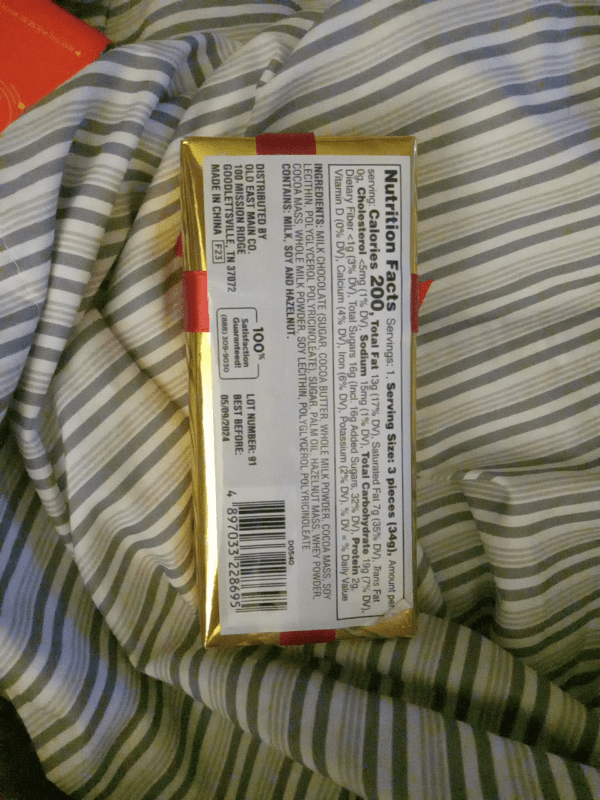 Nutrition Facts Servings: 1, Serving Size: 3 pieces (34g), Amount per
serving: Calories 200, Total Fat 13g (17% DV), Saturated Fat 7g (35% DV), Trans Fat
0g, Cholesterol <5mg (1% DV), Sodium 15mg (1% DV), Total Carbohydrate 19g (7% DV),
Dietary Fiber <1g (3% DV), Total Sugars 16g (Incl. 16g Added Sugars, 32% DV), Protein 2g,
Vitamin D (0% DV), Calcium (4% DV), Iron (6% DV), Potassium (2% DV). % DV = % Daily Value
INGREDIENTS: MILK CHOCOLATE (SUGAR, COCOA BUTTER, WHOLE MILK POWDER, COCOA MASS, SOY
LECITHIN, POLYGLYCEROL POLYRICINOLEATE), SUGAR, PALM OIL, HAZELNUT MASS, WHEY POWDER,
COCOA MASS, WHOLE MILK POWDER, SOY LECITHIN, POLYGLYCEROL POLYRICINOLEATE
CONTAINS: MILK, SOY AND HAZELNUT.
D0540
DISTRIBUTED BY
OLD EAST MAIN CO.
100 MISSION RIDGE
GOODLETTSVILLE, TN 37072
MADE IN CHINA F23
100%
Satisfaction
Guaranteed!
(888) 309-9030
LOT NUMBER: 91
BEST BEFORE:
05/09/2024
4 897033 228695